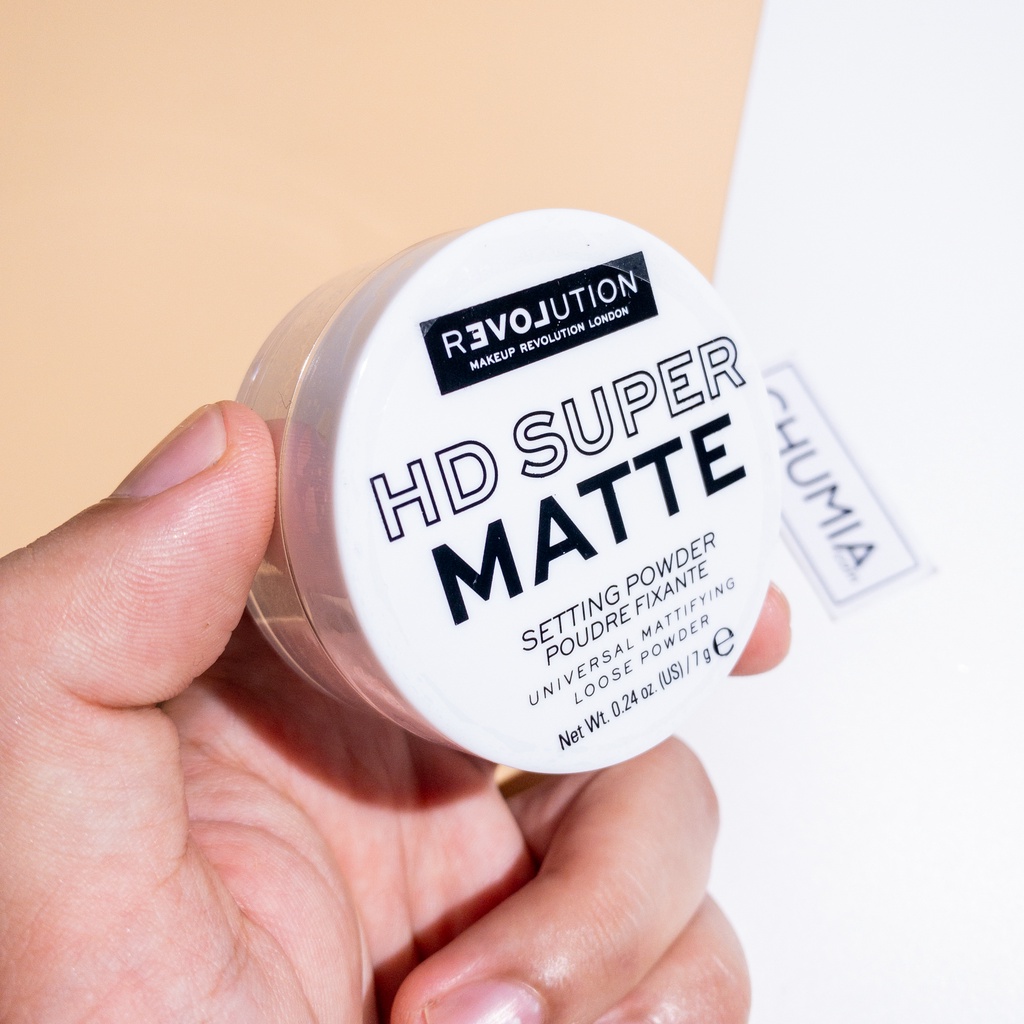 REVOLUTION
MAKEUP REVOLUTION LONDON
HD SUPER
MATTE
SETTING POWDER
POUDRE FIXANTE
UNIVERSAL MATTIFYING
LOOSE POWDER
Net Wt. 0.24 oz. (US) / 7 g e
CHUMIA